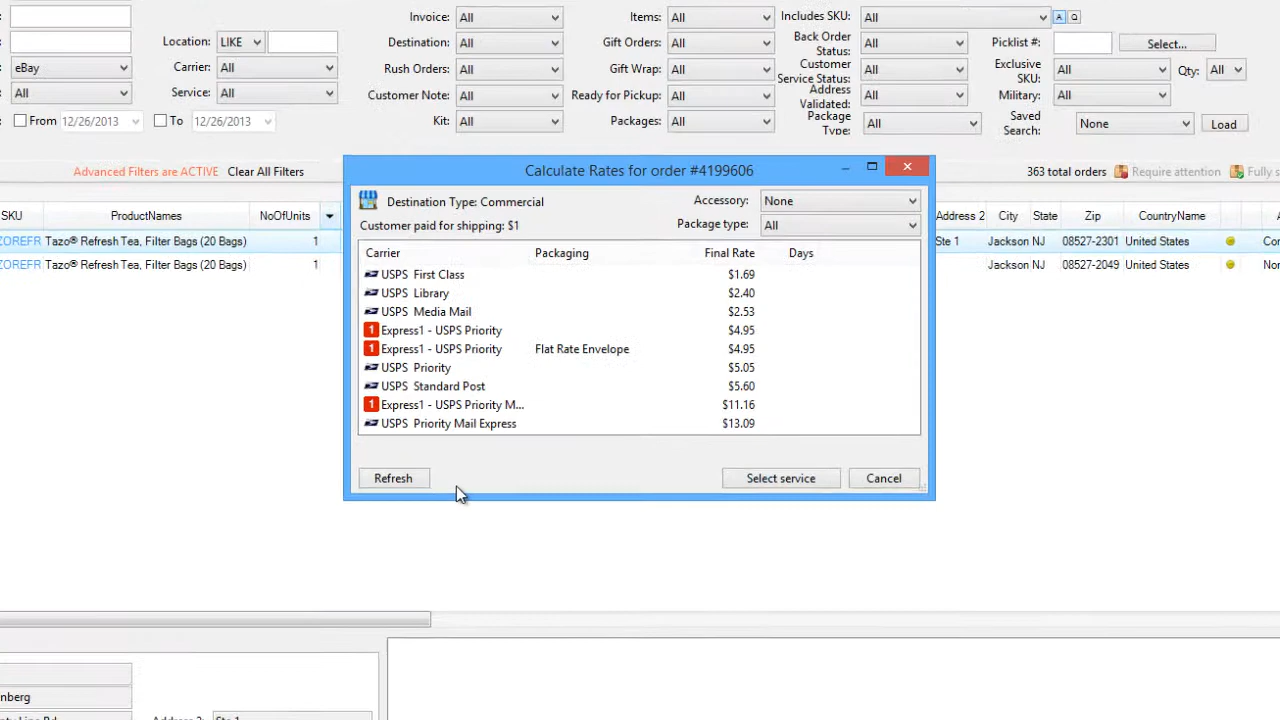 Invoice: All Items: All Includes SKU: All A Q
Location: LIKE Destination: All Gift Orders: All Back Order Status: All Picklist #: Select...
eBay Carrier: All Rush Orders: All Gift Wrap: All Customer Service Status: All Exclusive SKU: All Qty: All
All Service: All Customer Note: All Ready for Pickup: All Address Validated: All Military: All
From 12/26/2013 To 12/26/2013 Kit: All Packages: All Package Type: All Saved Search: None Load
Advanced Filters are ACTIVE Clear All Filters 363 total orders Require attention Fully s
SKU ProductNames NoOfUnits Address 2 City State Zip CountryName
ZOREFR Tazo® Refresh Tea, Filter Bags (20 Bags) 1 Ste 1 Jackson NJ 08527-2301 United States Co
ZOREFR Tazo® Refresh Tea, Filter Bags (20 Bags) 1 Jackson NJ 08527-2049 United States No
Calculate Rates for order #4199606
Destination Type: Commercial Accessory: None
Customer paid for shipping: $1 Package type: All
Carrier Packaging Final Rate Days
USPS First Class $1.69
USPS Library $2.40
USPS Media Mail $2.53
1 Express1 - USPS Priority $4.95
1 Express1 - USPS Priority Flat Rate Envelope $4.95
USPS Priority $5.05
USPS Standard Post $5.60
1 Express1 - USPS Priority M... $11.16
USPS Priority Mail Express $13.09
Refresh Select service Cancel
nberg